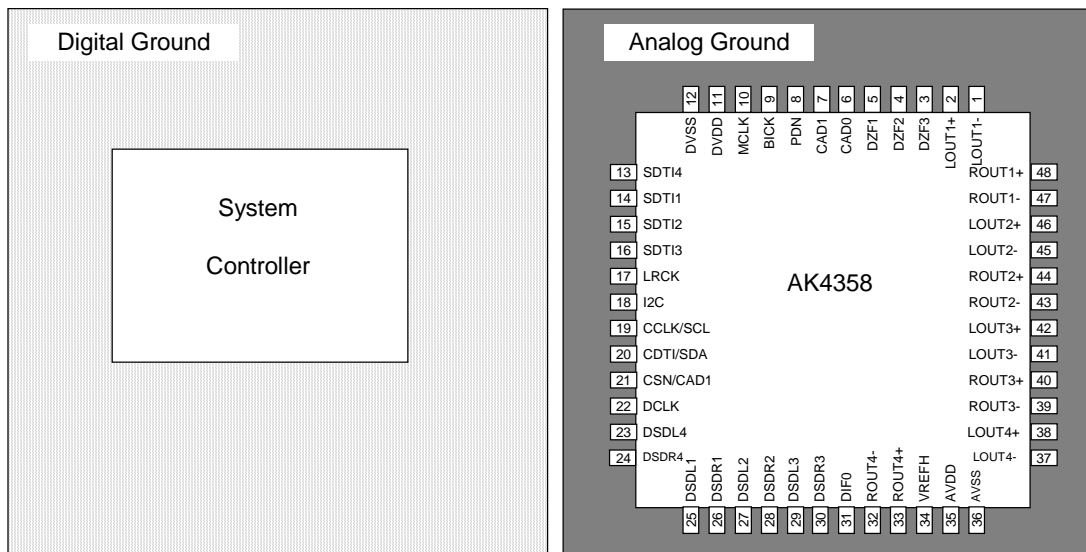 Digital Ground
Analog Ground
System
Controller
AK4358
12 11 10 9 8 7 6 5 4 3 2 1
DVSS DVDD MCLK BICK PDN CAD1 CAD0 DZF1 DZF2 DZF3 LOUT1+ LOUT1-
13 SDTI4
14 SDTI1
15 SDTI2
16 SDTI3
17 LRCK
18 I2C
19 CCLK/SCL
20 CDTI/SDA
21 CSN/CAD1
22 DCLK
23 DSDL4
24 DSDR4
ROUT1+ 48
ROUT1- 47
LOUT2+ 46
LOUT2- 45
ROUT2+ 44
ROUT2- 43
LOUT3+ 42
LOUT3- 41
ROUT3+ 40
ROUT3- 39
LOUT4+ 38
LOUT4- 37
DSDL1 DSDR1 DSDL2 DSDR2 DSDL3 DSDR3 DIF0 ROUT4- ROUT4+ VREFH AVDD AVSS
25 26 27 28 29 30 31 32 33 34 35 36